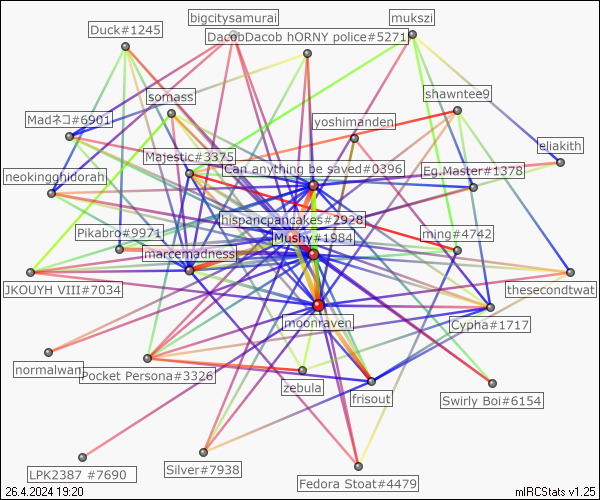 bigcitysamurai
mukszi
Duck#1245
DacobDacob hORNY police#5271
somass
shawntee9
Madネコ#6901
yoshimanden
eliakith
Majestic#3375
Can anything be saved#0396
Eg.Master#1378
neokingghidorah
hispancpancakes#2928
Pikabro#9971
Mushy#1984
ming#4742
marcemadness
JKOUYH VIII#7034
thesecondtwat
moonraven
Cypha#1717
normalwan
Pocket Persona#3326
zebula
frisout
Swirly Boi#6154
LPK2387 #7690
Silver#7938
Fedora Stoat#4479
26.4.2024 19:20
mIRCStats v1.25